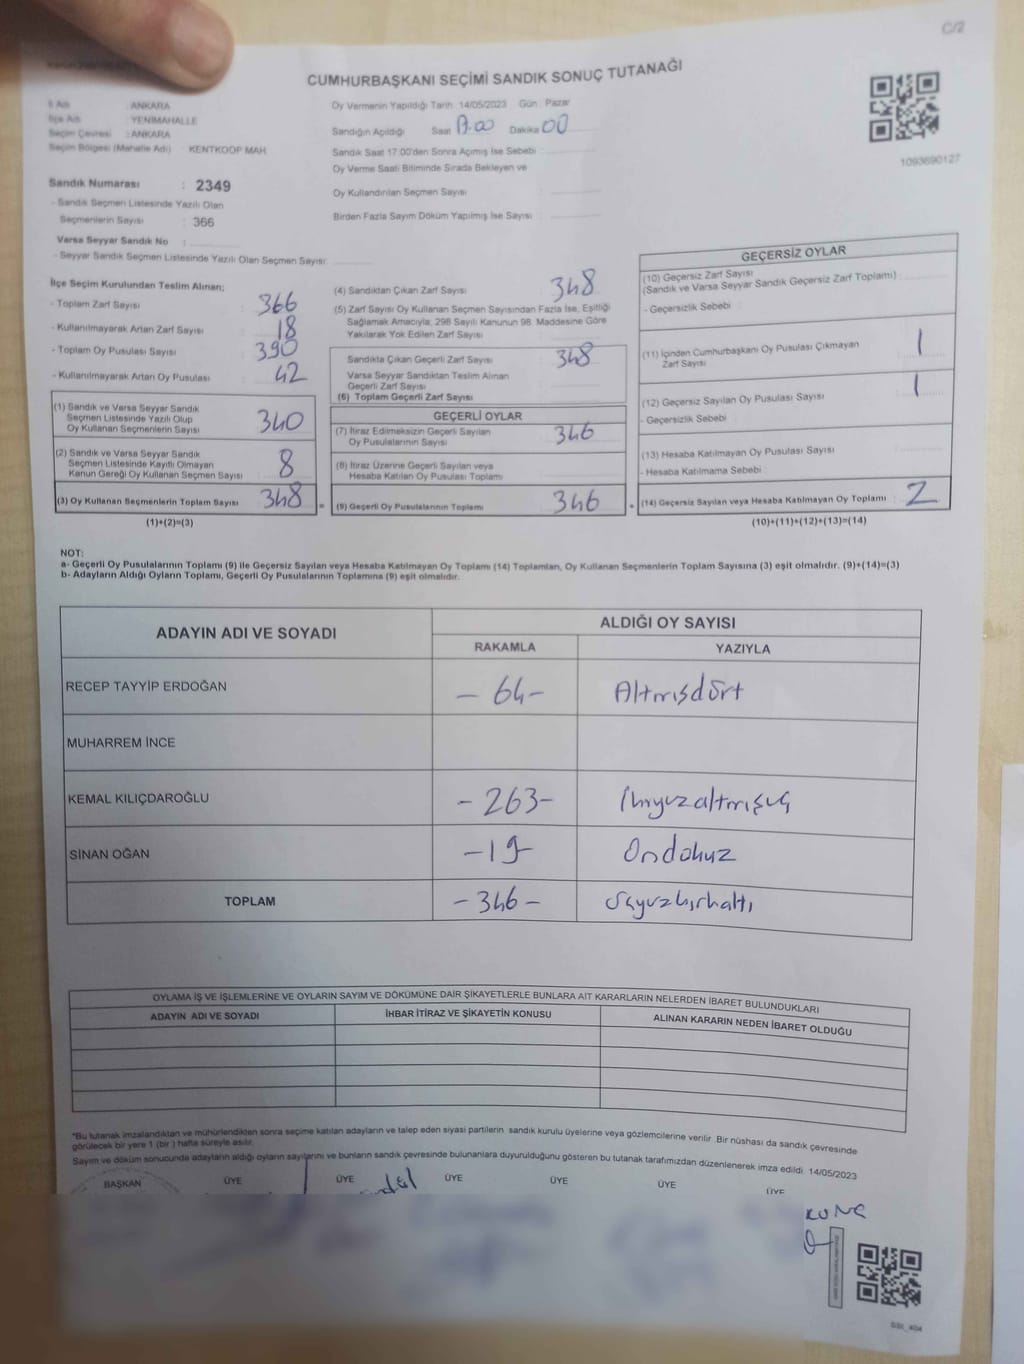 C/2
CUMHURBAŞKANI SEÇİMİ SANDIK SONUÇ TUTANAĞI
İl Adı : ANKARA
İlçe Adı : YENİMAHALLE
Seçim Çevresi : ANKARA
Seçim Bölgesi (Mahalle Adı) KENTKOOP MAH.
Sandık Numarası : 2349
- Sandık Seçmen Listesinde Yazılı Olan
Seçmenlerin Sayısı : 366
Varsa Seyyar Sandık No :
- Seyyar Sandık Seçmen Listesinde Yazılı Olan Seçmen Sayısı:
Oy Vermenin Yapıldığı Tarih 14/05/2023 Gün : Pazar
Sandığın Açıldığı Saat 17.00 Dakika 00
Sandık Saat 17:00'den Sonra Açımış İse Sebebi :
Oy Verme Saati Bitiminde Sırada Bekleyen ve
Oy Kullandırılan Seçmen Sayısı :
Birden Fazla Sayım Döküm Yapılmış İse Sayısı :
1093690127
İlçe Seçim Kurulundan Teslim Alınan;
- Toplam Zarf Sayısı : 366
- Kullanılmayarak Artan Zarf Sayısı : 18
- Toplam Oy Pusulası Sayısı : 390
- Kullanılmayarak Artan Oy Pusulası : 42
(1) Sandık ve Varsa Seyyar Sandık
Seçmen Listesinde Yazılı Olup
Oy Kullanan Seçmenlerin Sayısı 340
(2) Sandık ve Varsa Seyyar Sandık
Seçmen Listesinde Kayıtlı Olmayan
Kanun Gereği Oy Kullanan Seçmen Sayısı 8
(3) Oy Kullanan Seçmenlerin Toplam Sayısı 348
(1)+(2)=(3)
(4) Sandıktan Çıkan Zarf Sayısı 348
(5) Zarf Sayısı Oy Kullanan Seçmen Sayısından Fazla İse, Eşitliği
Sağlamak Amacıyla, 298 Sayılı Kanunun 98. Maddesine Göre
Yakılarak Yok Edilen Zarf Sayısı :
Sandıkta Çıkan Geçerli Zarf Sayısı : 348
Varsa Seyyar Sandıktan Teslim Alınan
Geçerli Zarf Sayısı
(6) Toplam Geçerli Zarf Sayısı
GEÇERLİ OYLAR
(7) İtiraz Edilmeksizin Geçerli Sayılan
Oy Pusulalarının Sayısı : 346
(8) İtiraz Üzerine Geçerli Sayılan veya
Hesaba Katılan Oy Pusulası Toplamı :
= (9) Geçerli Oy Pusulalarının Toplamı 346
GEÇERSİZ OYLAR
(10) Geçersiz Zarf Sayısı
(Sandık ve Varsa Seyyar Sandık Geçersiz Zarf Toplamı) :
- Geçersizlik Sebebi :
(11) İçinden Cumhurbaşkanı Oy Pusulası Çıkmayan
Zarf Sayısı 1
(12) Geçersiz Sayılan Oy Pusulası Sayısı 1
- Geçersizlik Sebebi
(13) Hesaba Katılmayan Oy Pusulası Sayısı
- Hesaba Katılmama Sebebi :
+ (14) Geçersiz Sayılan veya Hesaba Katılmayan Oy Toplamı : 2
(10)+(11)+(12)+(13)=(14)
NOT:
a- Geçerli Oy Pusulalarının Toplamı (9) ile Geçersiz Sayılan veya Hesaba Katılmayan Oy Toplamı (14) Toplamları, Oy Kullanan Seçmenlerin Toplam Sayısına (3) eşit olmalıdır. (9)+(14)=(3)
b- Adayların Aldığı Oyların Toplamı, Geçerli Oy Pusulalarının Toplamına (9) eşit olmalıdır.
ADAYIN ADI VE SOYADI ALDIĞI OY SAYISI
RAKAMLA YAZIYLA
RECEP TAYYİP ERDOĞAN - 64 - Altmışdört
MUHARREM İNCE
KEMAL KILIÇDAROĞLU - 263 - İkiyüzaltmışüç
SİNAN OĞAN - 19 - Ondokuz
TOPLAM - 346 - üçyüzkırkaltı
OYLAMA İŞ VE İŞLEMLERİNE VE OYLARIN SAYIM VE DÖKÜMÜNE DAİR ŞİKAYETLERLE BUNLARA AİT KARARLARIN NELERDEN İBARET BULUNDUKLARI
ADAYIN ADI VE SOYADI İHBAR İTİRAZ VE ŞİKAYETİN KONUSU ALINAN KARARIN NEDEN İBARET OLDUĞU
*Bu tutanak imzalandıktan ve mühürlendikten sonra seçime katılan adayların ve talep eden siyasi partilerin sandık kurulu üyelerine veya gözlemcilerine verilir. Bir nüshası da sandık çevresinde
görülecek bir yere 1 (bir ) hafta süreyle asılır.
Sayım ve döküm sonucunda adayların aldığı oyların sayılarını ve bunların sandık çevresinde bulunanlara duyurulduğunu gösteren bu tutanak tarafımızdan düzenlenerek imza edildi. 14/05/2023
BAŞKAN ÜYE ÜYE ÜYE ÜYE ÜYE ÜYE